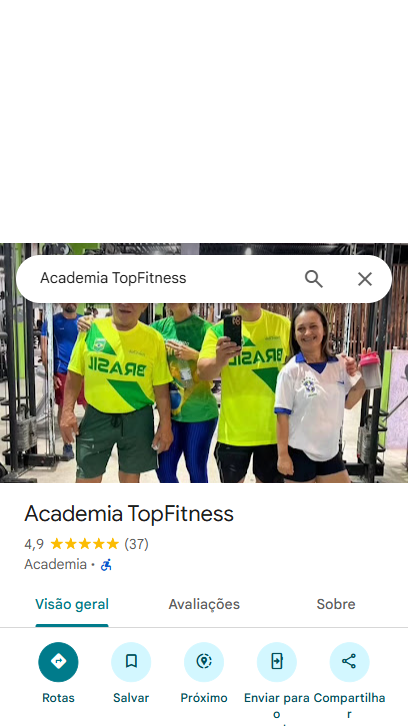 Academia TopFitness
BRASIL
BRASIL
Academia TopFitness
4,9 (37)
Academia ·
Visão geral Avaliações Sobre
Rotas Salvar Próximo Enviar para o Compartilhar